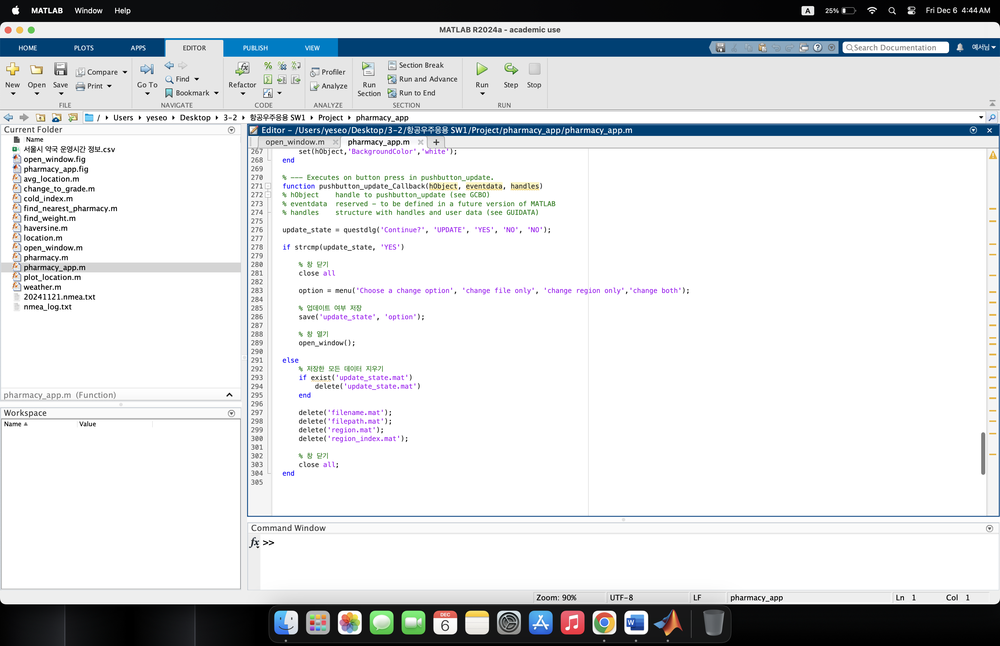 MATLAB Window Help
A 25% Fri Dec 6 4:44 AM
MATLAB R2024a - academic use
HOME PLOTS APPS EDITOR PUBLISH VIEW
Search Documentation 예서님
New Open Save Compare Print
FILE
Go To Find Bookmark
NAVIGATE
Refactor
CODE
Profiler Analyze
ANALYZE
Run Section Section Break Run and Advance Run to End
SECTION
Run Step Stop
RUN
/ Users yeseo Desktop 3-2 항공우주응용 SW1 Project pharmacy_app
Current Folder
Name
서울시 약국 운영시간 정보.csv
open_window.fig
pharmacy_app.fig
avg_location.m
change_to_grade.m
cold_index.m
find_nearest_pharmacy.m
find_weight.m
haversine.m
location.m
open_window.m
pharmacy.m
pharmacy_app.m
plot_location.m
weather.m
20241121.nmea.txt
nmea_log.txt
pharmacy_app.m (Function)
Workspace
Name Value
Editor - /Users/yeseo/Desktop/3-2/항공우주응용 SW1/Project/pharmacy_app/pharmacy_app.m
open_window.m pharmacy_app.m +
267 set(hObject,'BackgroundColor','white');
268 end
269
270 % --- Executes on button press in pushbutton_update.
271 function pushbutton_update_Callback(hObject, eventdata, handles)
272 % hObject    handle to pushbutton_update (see GCBO)
273 % eventdata  reserved - to be defined in a future version of MATLAB
274 % handles    structure with handles and user data (see GUIDATA)
275
276 update_state = questdlg('Continue?', 'UPDATE', 'YES', 'NO', 'NO');
277
278 if strcmp(update_state, 'YES')
279
280 % 창 닫기
281 close all
282
283 option = menu('Choose a change option', 'change file only', 'change region only','change both');
284
285 % 업데이트 여부 저장
286 save('update_state', 'option');
287
288 % 창 열기
289 open_window();
290
291 else
292 % 저장한 모든 데이터 지우기
293 if exist('update_state.mat')
294 delete('update_state.mat')
295 end
296
297 delete('filename.mat');
298 delete('filepath.mat');
299 delete('region.mat');
300 delete('region_index.mat');
301
302 % 창 닫기
303 close all;
304 end
305
Command Window
fx >>
Zoom: 90% UTF-8 LF pharmacy_app Ln 1 Col 1
DEC
6
W